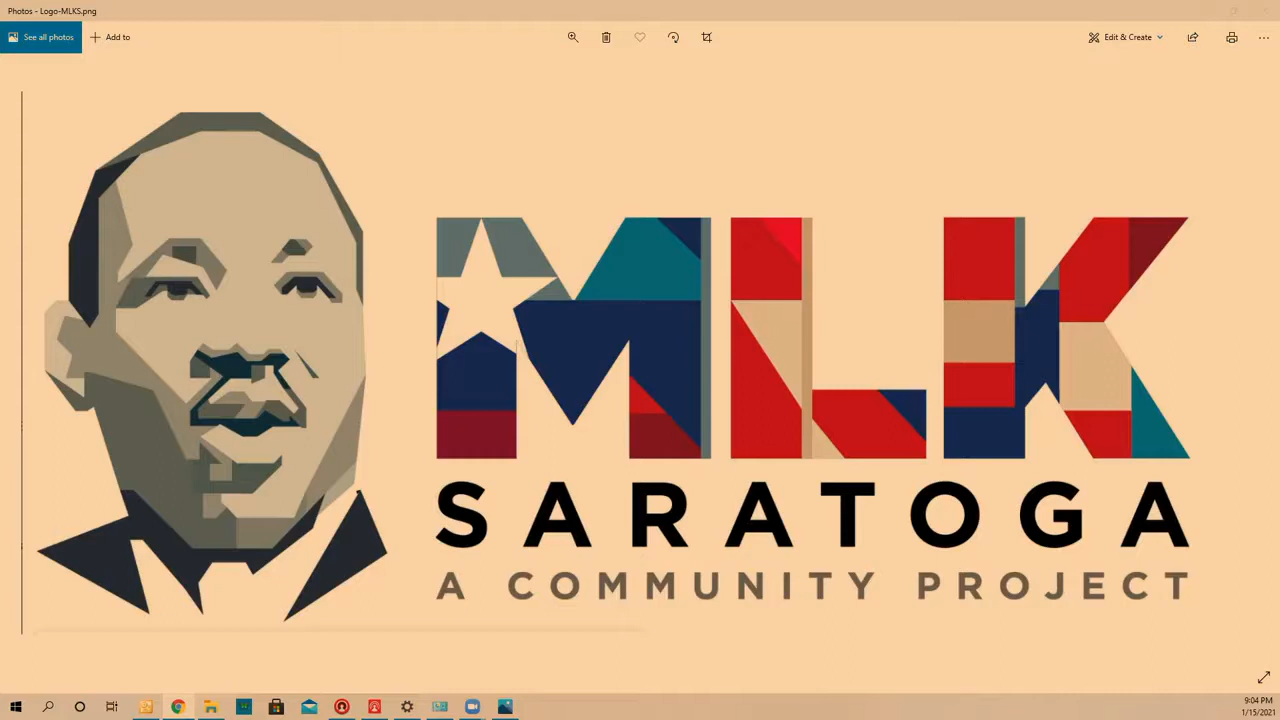 Photos - Logo-MLKS.png
See all photos
Add to
Edit & Create
MLK
SARATOGA
A COMMUNITY PROJECT
9:04 PM
1/15/2021